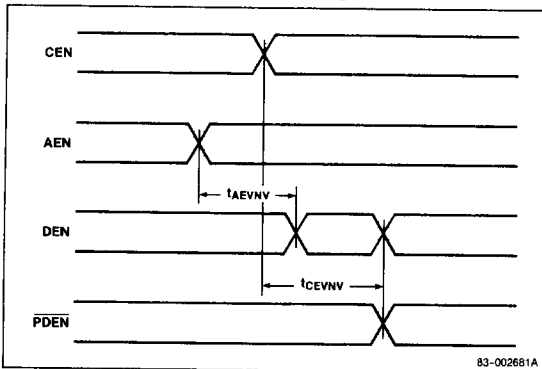 CEN
AEN
tAEVNV
DEN
tCEVNV
PDEN
83-002681A